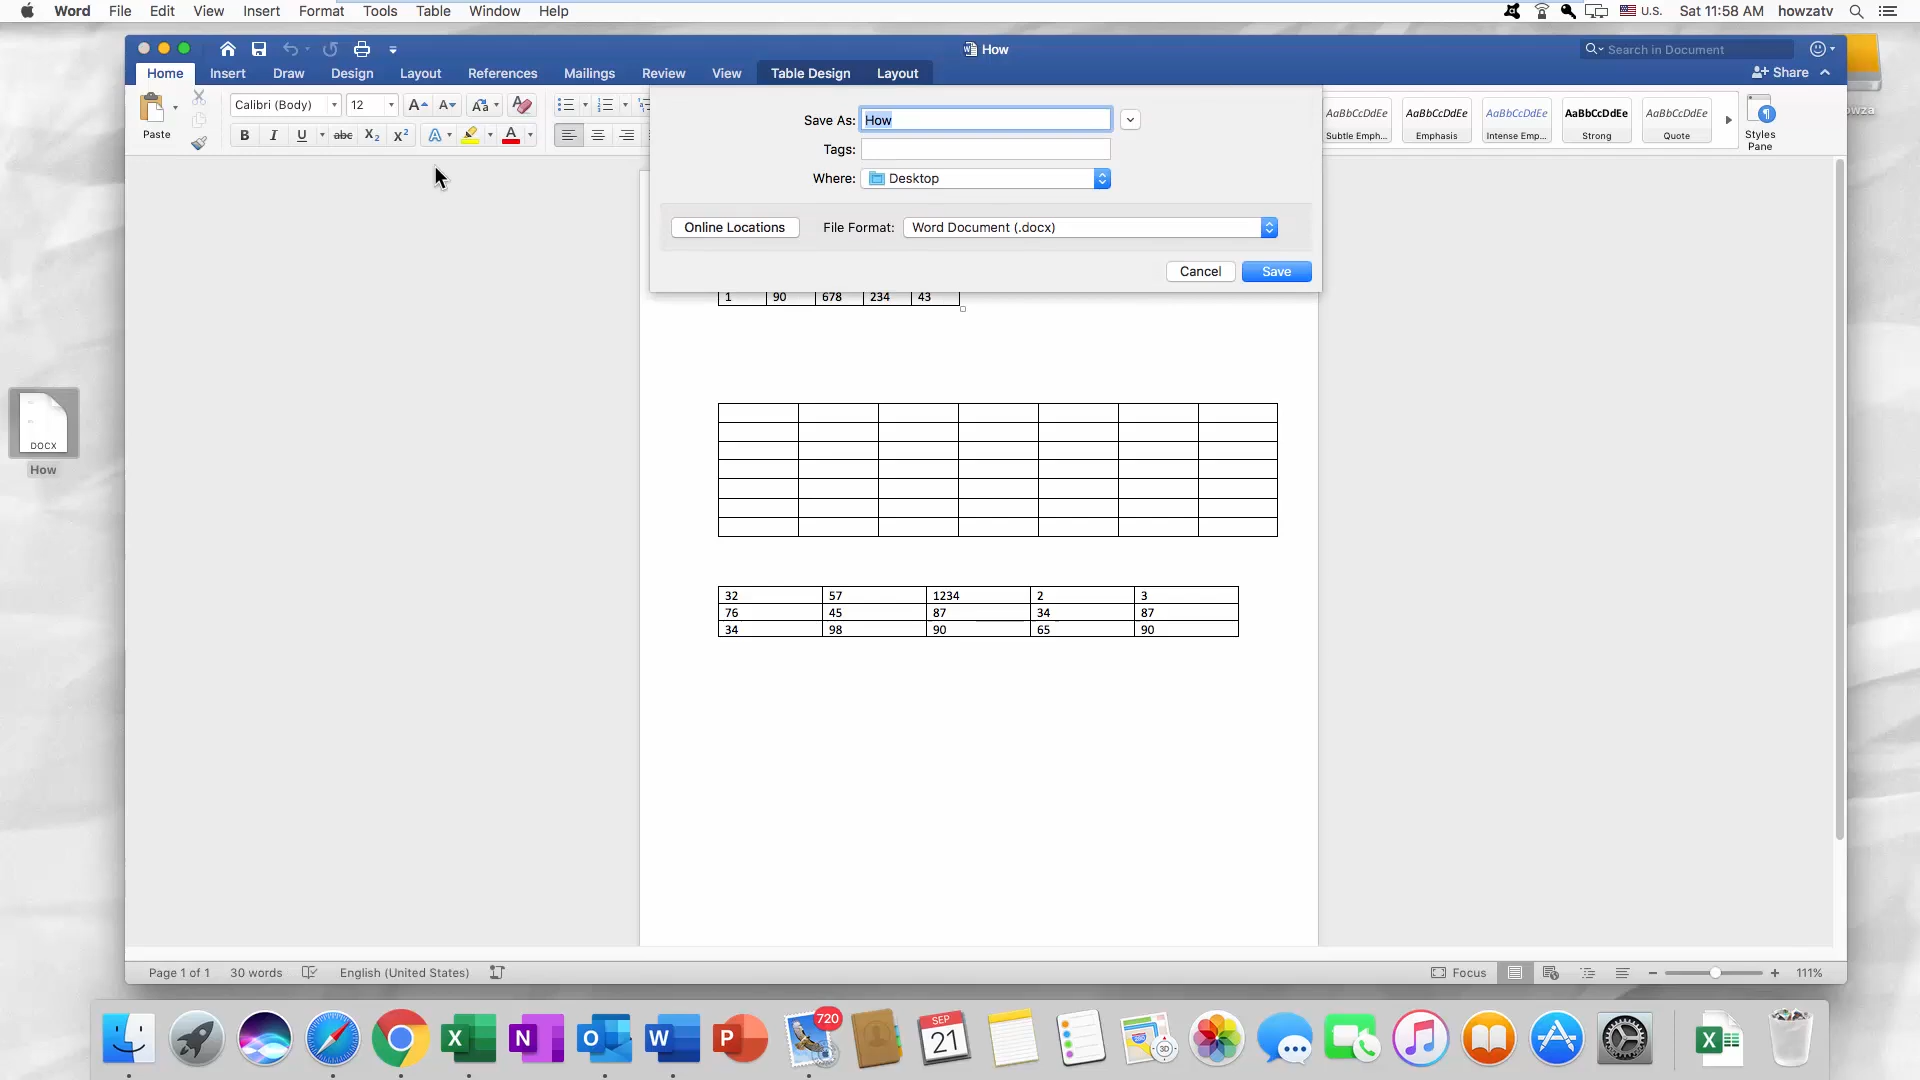 Word File Edit View Insert Format Tools Table Window Help U.S. Sat 11:58 AM howzatv
How Search in Document
Home Insert Draw Design Layout References Mailings Review View Table Design Layout Share
Paste Calibri (Body) 12
Save As: How
Tags:
Where: Desktop
Online Locations File Format: Word Document (.docx)
Cancel Save
AaBbCcDdEe AaBbCcDdEe AaBbCcDdEe AaBbCcDdEe AaBbCcDdEe
Subtle Emph... Emphasis Intense Emp... Strong Quote
Styles
Pane
B I U abc X2 X2 A A
1 90 678 234 43
DOCX
How
32 57 1234 2 3
76 45 87 34 87
34 98 90 65 90
Page 1 of 1 30 words English (United States) Focus 111%
720
SEP
21